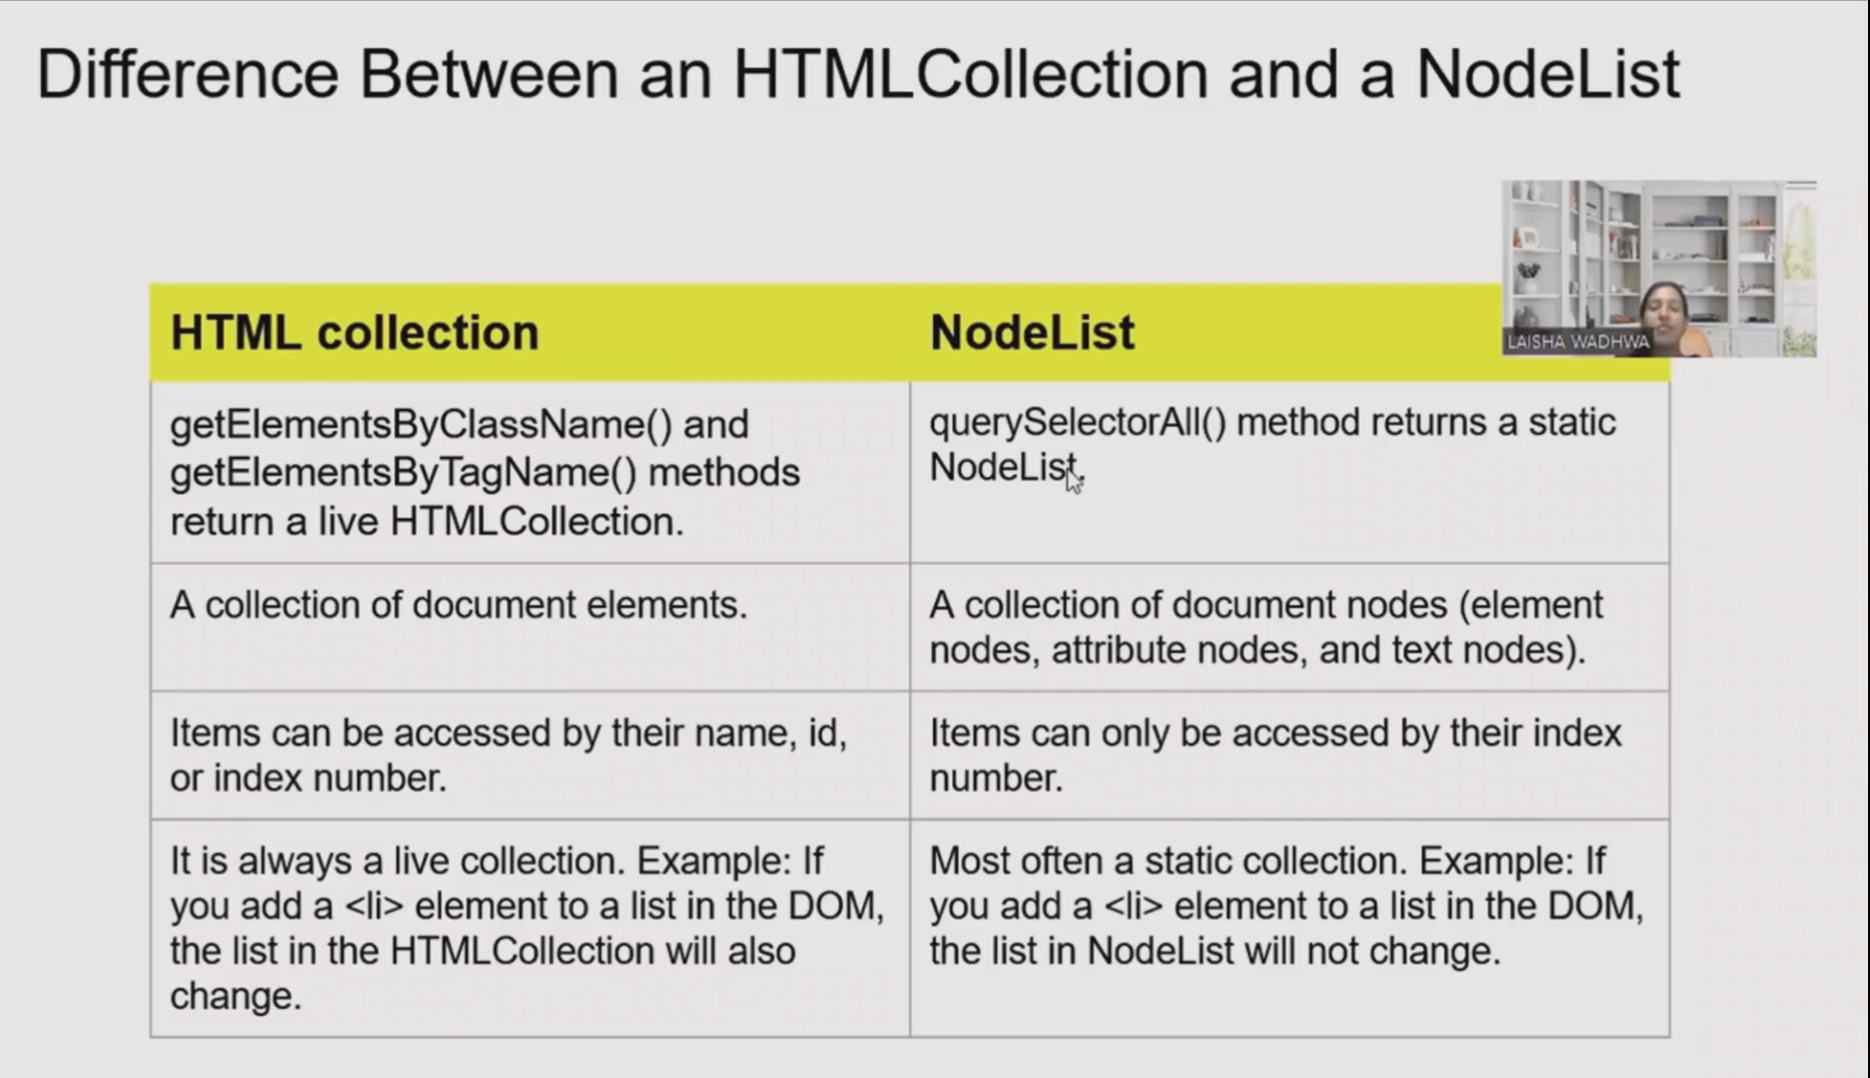 Difference Between an HTMLCollection and a NodeList
LAISHA WADHWA
HTML collection
NodeList
getElementsByClassName() and
getElementsByTagName() methods
return a live HTMLCollection.
querySelectorAll() method returns a static
NodeList.
A collection of document elements.
A collection of document nodes (element
nodes, attribute nodes, and text nodes).
Items can be accessed by their name, id,
or index number.
Items can only be accessed by their index
number.
It is always a live collection. Example: If
you add a <li> element to a list in the DOM,
the list in the HTMLCollection will also
change.
Most often a static collection. Example: If
you add a <li> element to a list in the DOM,
the list in NodeList will not change.